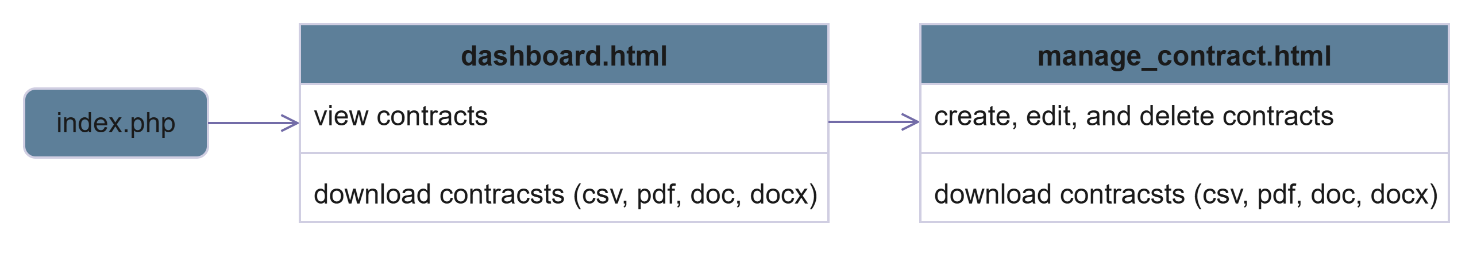 index.php
dashboard.html
view contracts
download contracsts (csv, pdf, doc, docx)
manage_contract.html
create, edit, and delete contracts
download contracsts (csv, pdf, doc, docx)